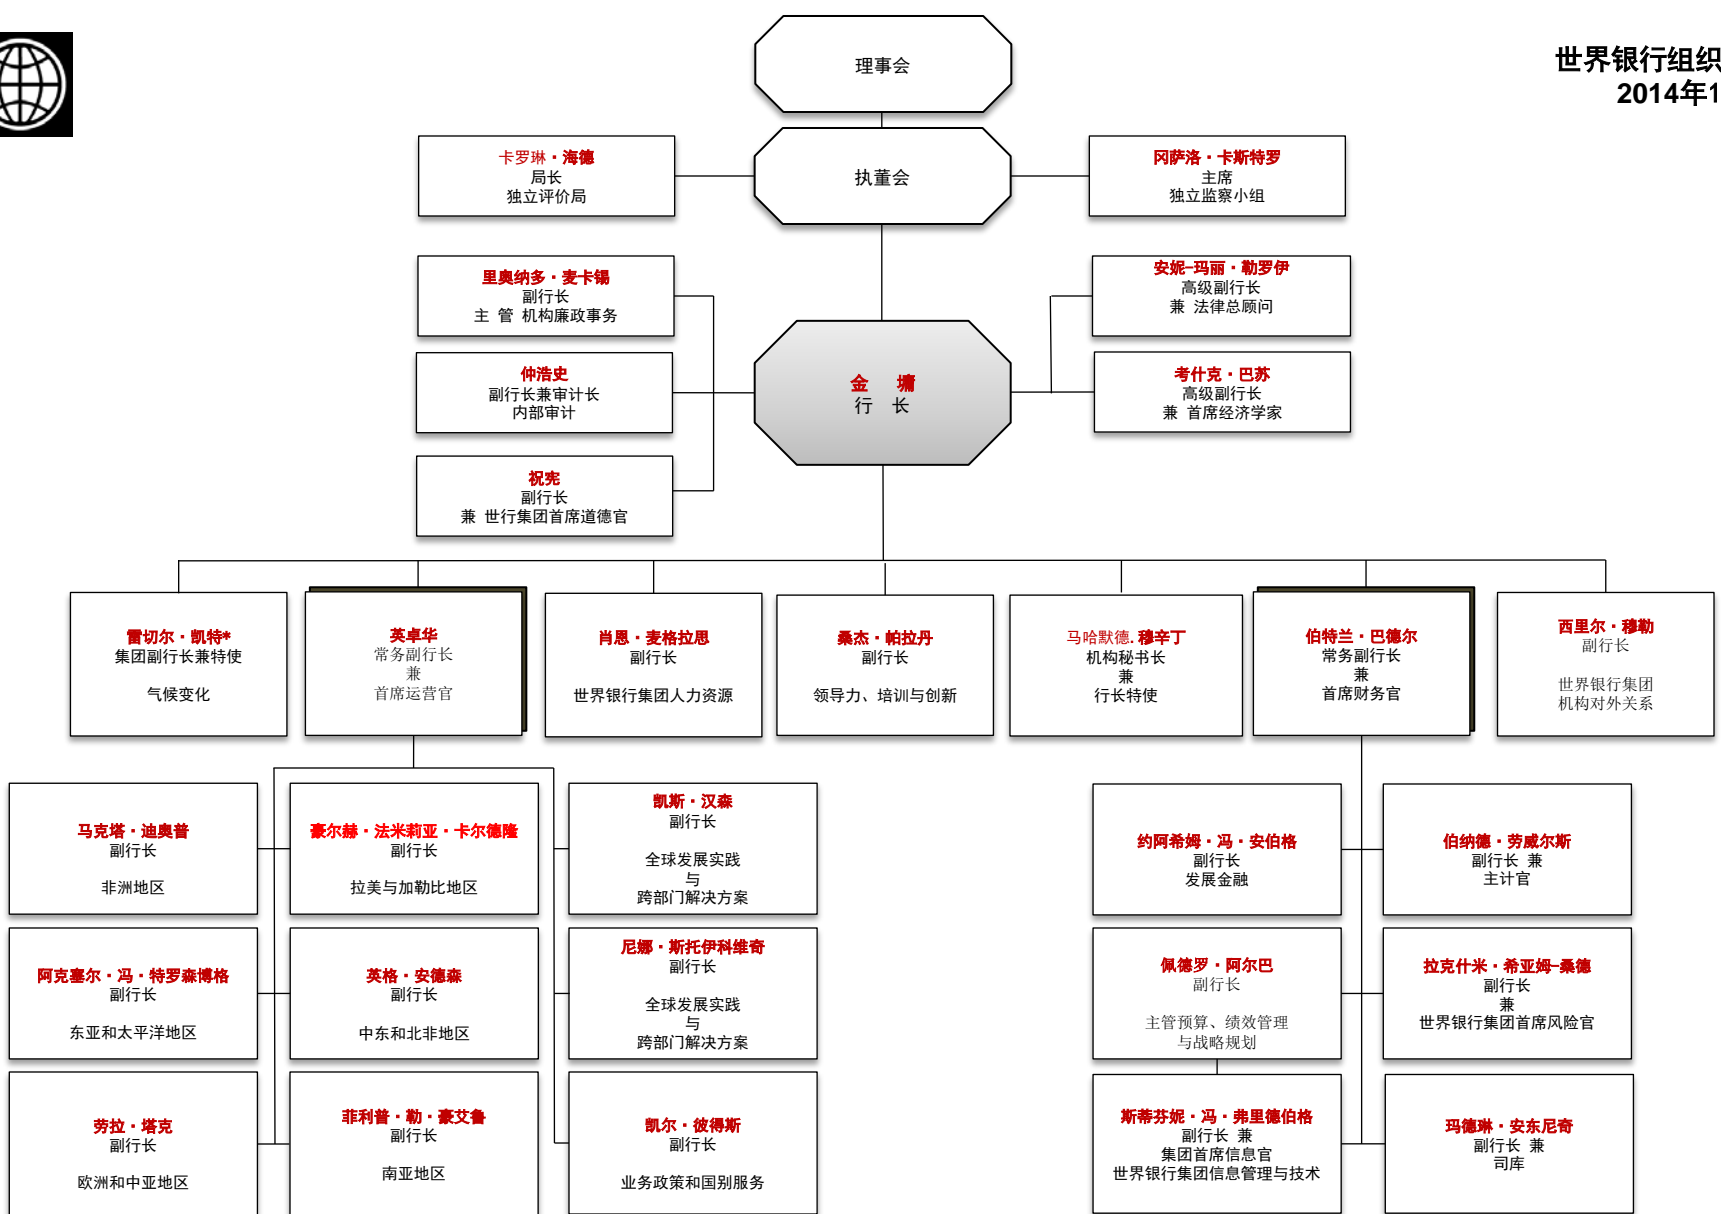 理事会
世界银行组织
2014年1
卡罗琳·海德
局长
独立评价局
执董会
冈萨洛·卡斯特罗
主席
独立监察小组
里奥纳多·麦卡锡
副行长
主 管 机构廉政事务
安妮-玛丽·勒罗伊
高级副行长
兼 法律总顾问
仲浩史
副行长兼审计长
内部审计
金 墉
行 长
考什克·巴苏
高级副行长
兼 首席经济学家
祝宪
副行长
兼 世行集团首席道德官
雷切尔·凯特*
集团副行长兼特使
气候变化
英卓华
常务副行长
兼
首席运营官
肖恩·麦格拉思
副行长
世界银行集团人力资源
桑杰·帕拉丹
副行长
领导力、培训与创新
马哈默德.穆辛丁
机构秘书长
兼
行长特使
伯特兰·巴德尔
常务副行长
兼
首席财务官
西里尔·穆勒
副行长
世界银行集团
机构对外关系
马克塔·迪奥普
副行长
非洲地区
豪尔赫·法米莉亚·卡尔德隆
副行长
拉美与加勒比地区
凯斯·汉森
副行长
全球发展实践
与
跨部门解决方案
约阿希姆·冯·安伯格
副行长
发展金融
伯纳德·劳威尔斯
副行长 兼
主计官
阿克塞尔·冯·特罗森博格
副行长
东亚和太平洋地区
英格·安德森
副行长
中东和北非地区
尼娜·斯托伊科维奇
副行长
全球发展实践
与
跨部门解决方案
佩德罗·阿尔巴
副行长
主管预算、绩效管理
与战略规划
拉克什米·希亚姆-桑德
副行长
兼
世界银行集团首席风险官
劳拉·塔克
副行长
欧洲和中亚地区
菲利普·勒·豪艾鲁
副行长
南亚地区
凯尔·彼得斯
副行长
业务政策和国别服务
斯蒂芬妮·冯·弗里德伯格
副行长 兼
集团首席信息官
世界银行集团信息管理与技术
玛德琳·安东尼奇
副行长 兼
司库